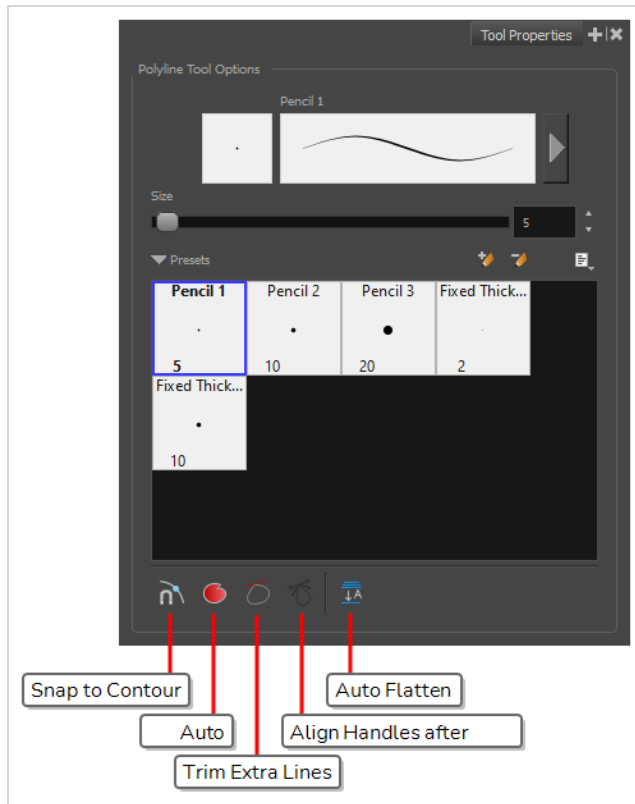 Tool Properties
Polyline Tool Options
Pencil 1
Size
5
Presets
Pencil 1 Pencil 2 Pencil 3 Fixed Thick...
5 10 20 2
Fixed Thick...
10
Snap to Contour
Auto Flatten
Auto
Align Handles after
Trim Extra Lines